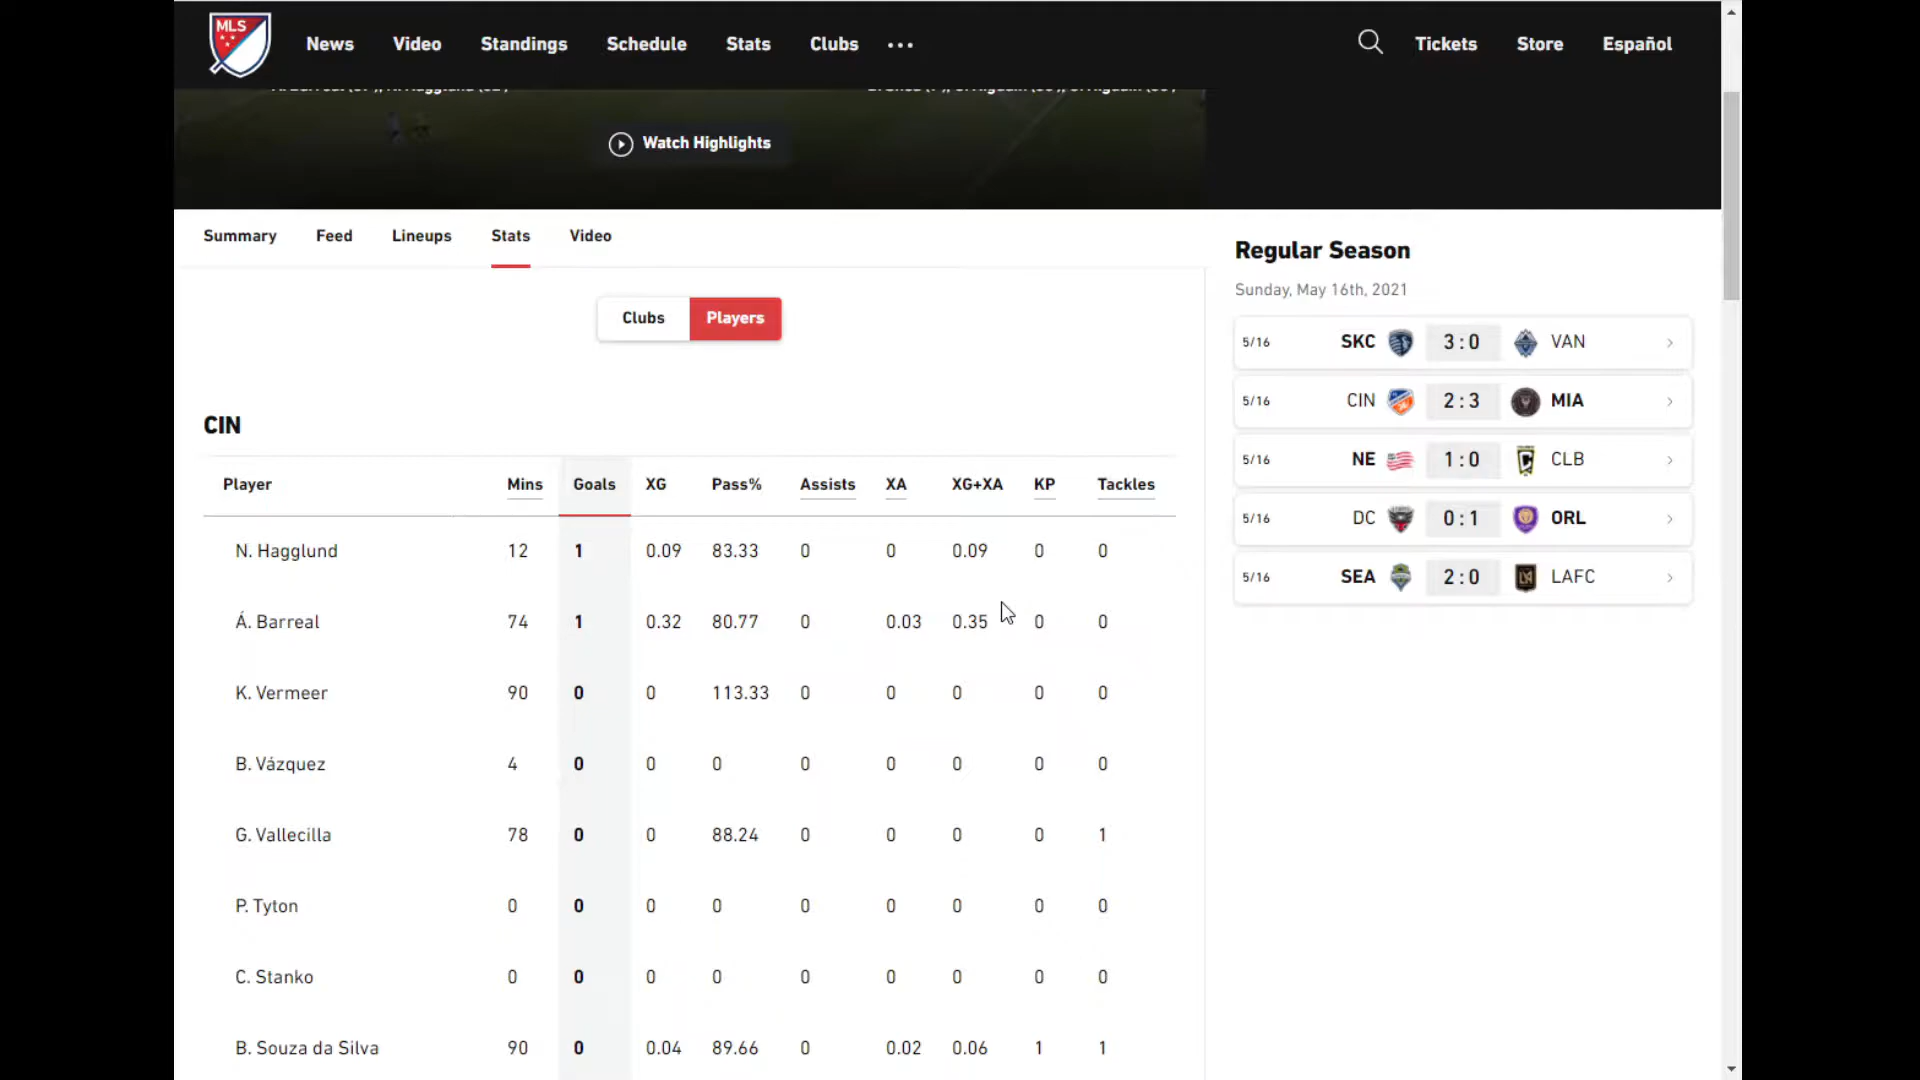 MLS
News Video Standings Schedule Stats Clubs •••
Tickets Store Español
Watch Highlights
Summary Feed Lineups Stats Video
Clubs Players
CIN
Player Mins Goals XG Pass% Assists XA XG+XA KP Tackles
N. Hagglund 12 1 0.09 83.33 0 0 0.09 0 0
Á. Barreal 74 1 0.32 80.77 0 0.03 0.35 0 0
K. Vermeer 90 0 0 113.33 0 0 0 0 0
B. Vázquez 4 0 0 0 0 0 0 0 0
G. Vallecilla 78 0 0 88.24 0 0 0 0 1
P. Tyton 0 0 0 0 0 0 0 0 0
C. Stanko 0 0 0 0 0 0 0 0 0
B. Souza da Silva 90 0 0.04 89.66 0 0.02 0.06 1 1
Regular Season
Sunday, May 16th, 2021
5/16 SKC 3 : 0 VAN
5/16 CIN 2 : 3 MIA
5/16 NE 1 : 0 CLB
5/16 DC 0 : 1 ORL
5/16 SEA 2 : 0 LAFC